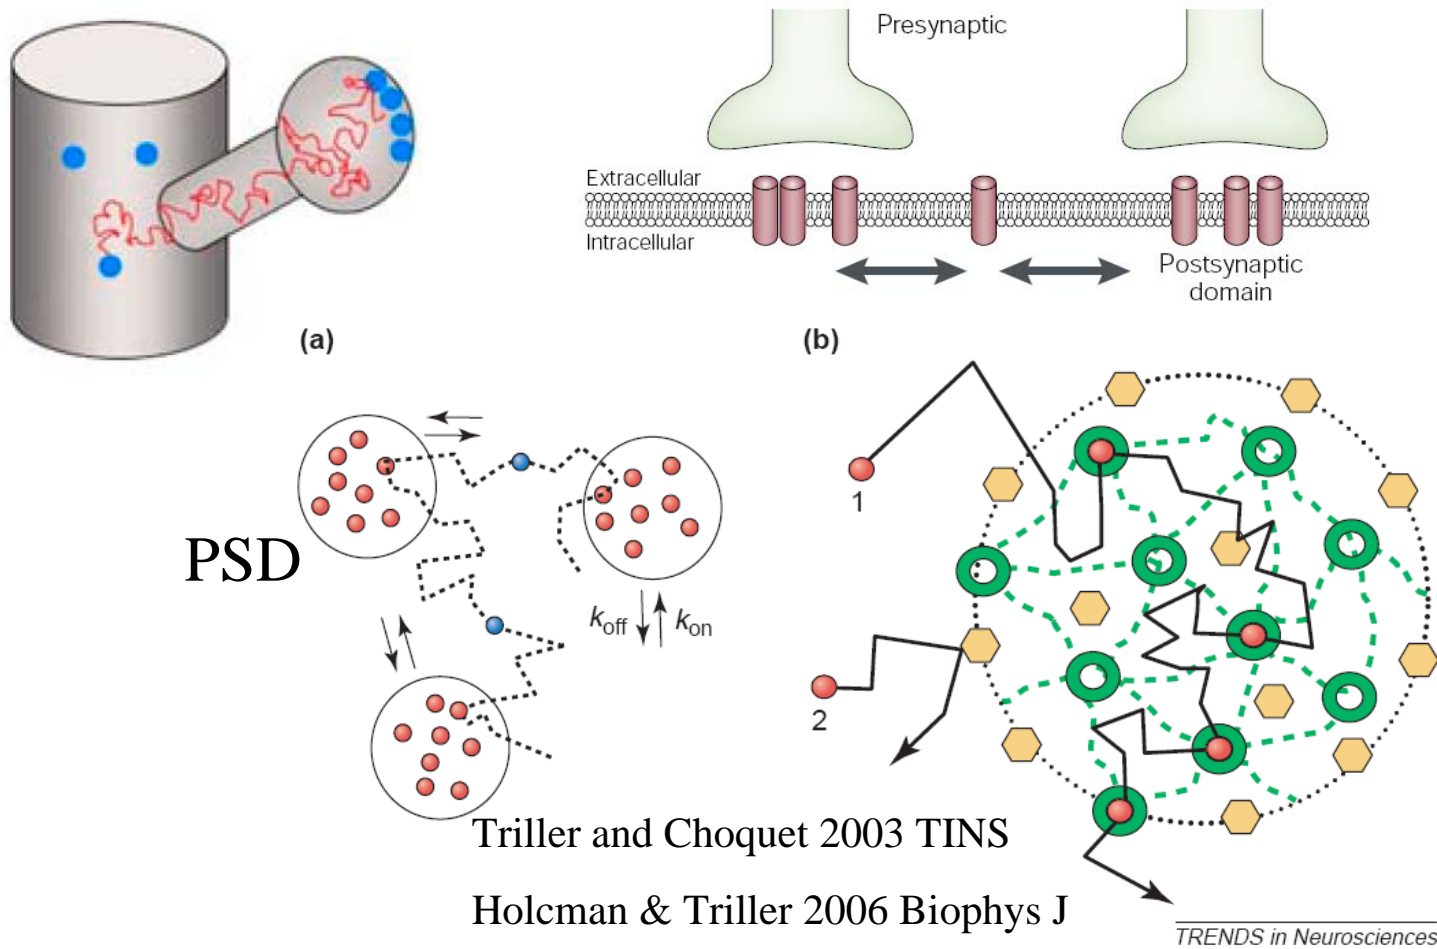 Presynaptic
Extracellular
Intracellular
Postsynaptic
domain
(a)
(b)
1
PSD
koff
kon
2
Triller and Choquet 2003 TINS
Holcman & Triller 2006 Biophys J
TRENDS in Neurosciences